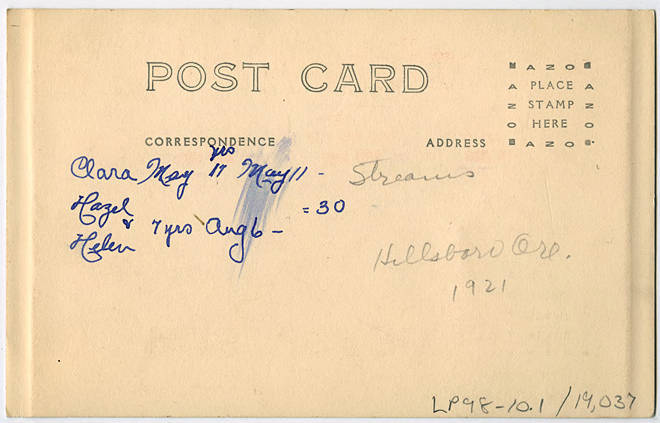 POST CARD
AZO
PLACE
STAMP
HERE
AZO
CORRESPONDENCE
ADDRESS
yrs
Clara May 17 May 11 -
Streams
Hazel
= 30
& 7 yrs Aug 6 -
Helen
Hillsboro Ore.
1921
LP98-10.1 / 19,037